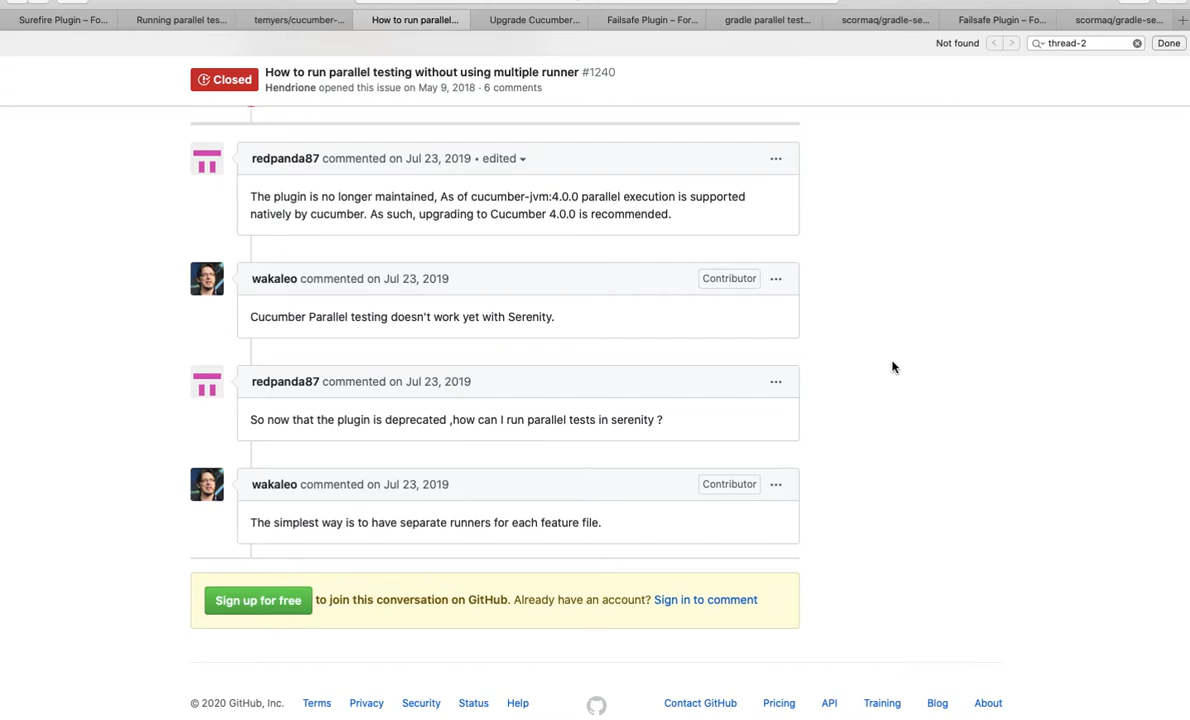 Surefire Plugin – Fo... Running parallel tes... temyers/cucumber-... How to run parallel... Upgrade Cucumber... Failsafe Plugin – For... gradle parallel test... scormaq/gradle-se... Failsafe Plugin – Fo... scormaq/gradle-se... +
Not found < > thread-2 Done
Closed How to run parallel testing without using multiple runner #1240
Hendrione opened this issue on May 9, 2018 · 6 comments
redpanda87 commented on Jul 23, 2019 • edited
The plugin is no longer maintained, As of cucumber-jvm:4.0.0 parallel execution is supported
natively by cucumber. As such, upgrading to Cucumber 4.0.0 is recommended.
wakaleo commented on Jul 23, 2019 Contributor
Cucumber Parallel testing doesn't work yet with Serenity.
redpanda87 commented on Jul 23, 2019
So now that the plugin is deprecated ,how can I run parallel tests in serenity ?
wakaleo commented on Jul 23, 2019 Contributor
The simplest way is to have separate runners for each feature file.
Sign up for free to join this conversation on GitHub. Already have an account? Sign in to comment
© 2020 GitHub, Inc. Terms Privacy Security Status Help Contact GitHub Pricing API Training Blog About